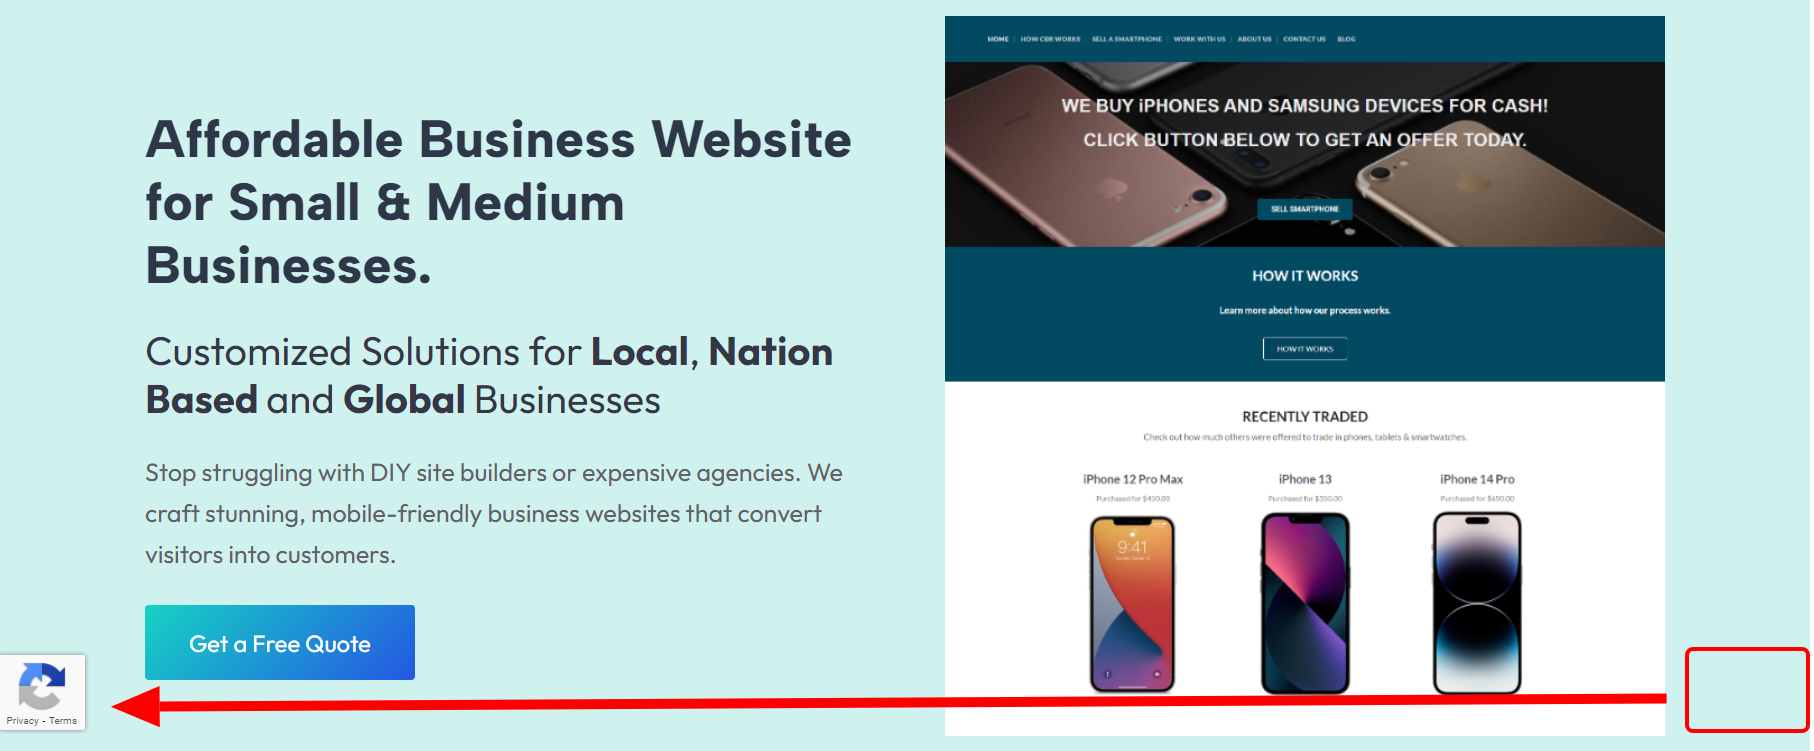 Affordable Business Website
for Small & Medium
Businesses.
Customized Solutions for Local, Nation
Based and Global Businesses
Stop struggling with DIY site builders or expensive agencies. We
craft stunning, mobile-friendly business websites that convert
visitors into customers.
Get a Free Quote
Privacy - Terms
HOME | HOW CBR WORKS | SELL A SMARTPHONE | WORK WITH US | ABOUT US | CONTACT US BLOG
WE BUY iPHONES AND SAMSUNG DEVICES FOR CASH!
CLICK BUTTON BELOW TO GET AN OFFER TODAY.
SELL SMARTPHONE
HOW IT WORKS
Learn more about how our process works.
HOW IT WORKS
RECENTLY TRADED
Check out how much others were offered to trade in phones, tablets & smartwatches.
iPhone 12 Pro Max
Purchased for $450.00
iPhone 13
Purchased for $350.00
iPhone 14 Pro
Purchased for $650.00
9:41